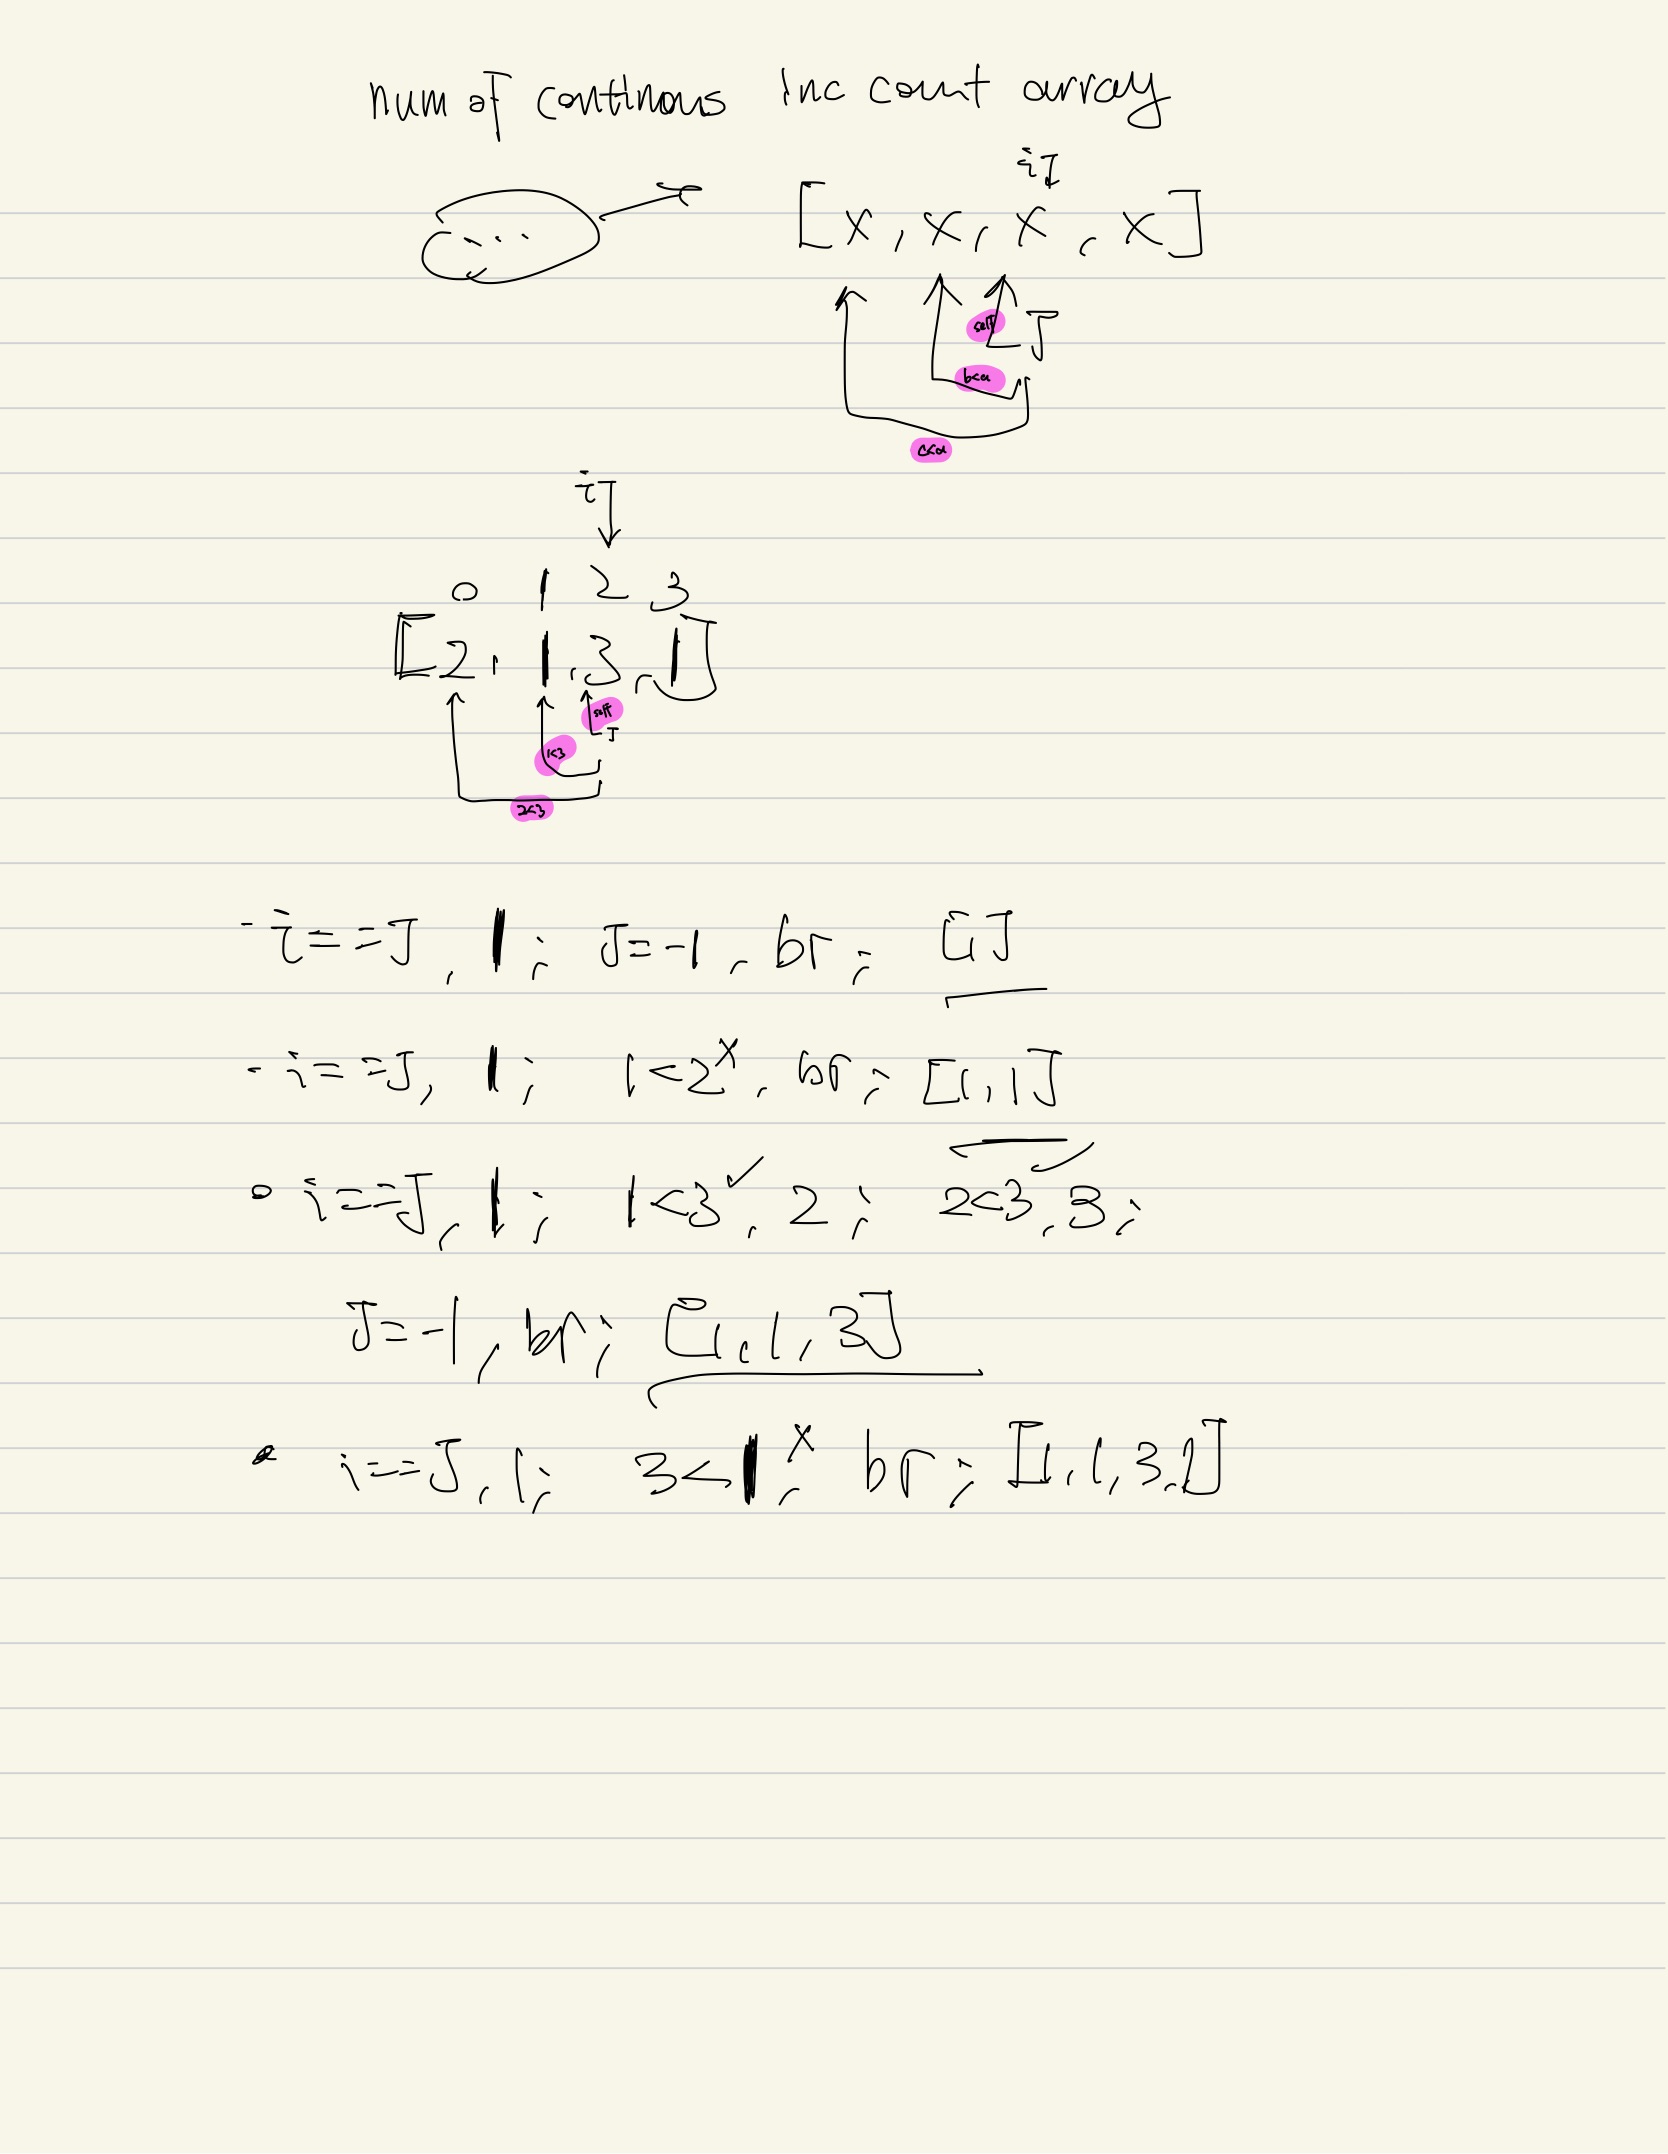 num of continous inc count array
i J
[x, x, x, x]
self
J
b<a
c<a
i J
0 1 2 3
[2, 1, 3, 1]
self
J
1<3
2<3
- i==J, 1; J=-1, br; [1]
- i==J, 1; 1<2 x, br; [1,1]
• i==J, 1; 1<3 ✓, 2; 2<3, 3;
J=-1, br; [1,1,3]
• i==J, 1; 3<1 x, br; [1,1,3,1]